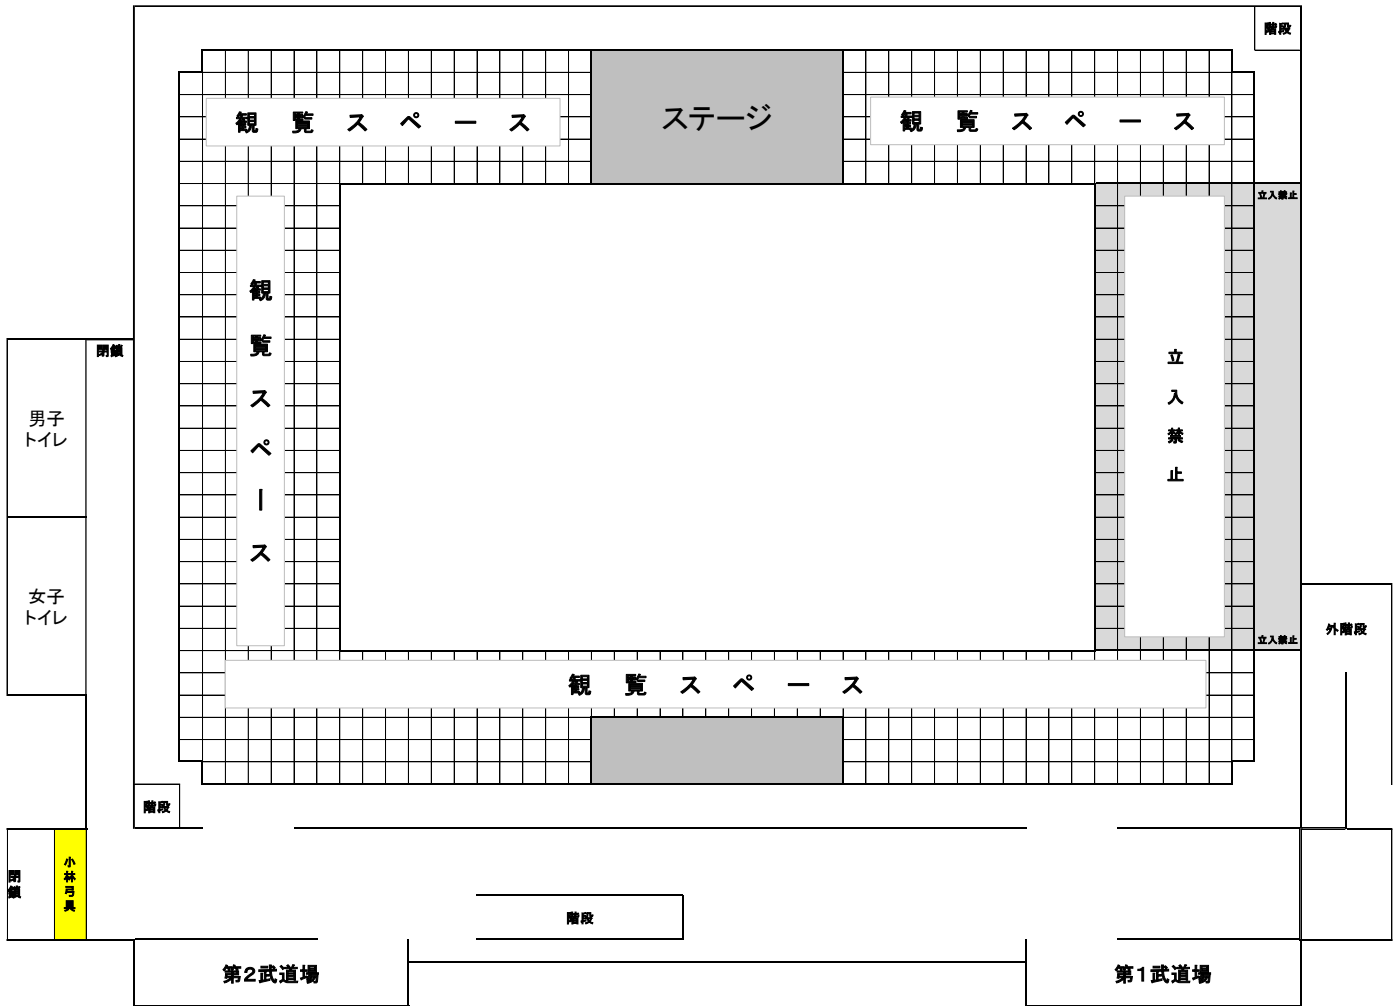 階段
観覧スペース
ステージ
観覧スペース
立入禁止
観覧スペース
立入禁止
閉鎖
男子
トイレ
女子
トイレ
外階段
立入禁止
観覧スペース
階段
閉鎖
小林弓具
階段
第2武道場
第1武道場